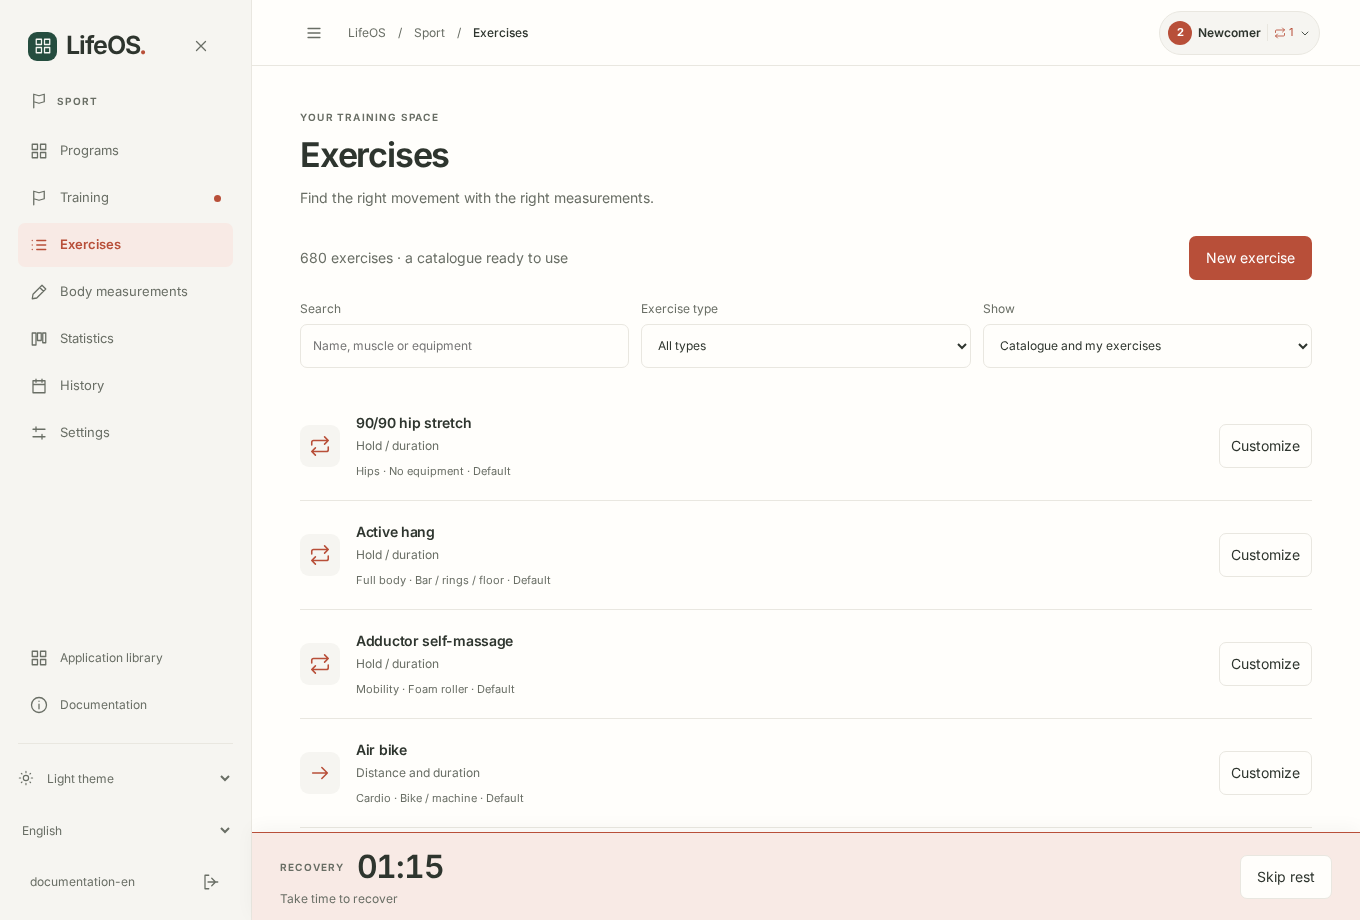 LifeOS.
SPORT
Programs
Training
Exercises
Body measurements
Statistics
History
Settings
Application library
Documentation
Light theme
English
documentation-en
LifeOS / Sport / Exercises
2 Newcomer 1
YOUR TRAINING SPACE
Exercises
Find the right movement with the right measurements.
680 exercises · a catalogue ready to use
New exercise
Search
Name, muscle or equipment
Exercise type
All types
Show
Catalogue and my exercises
90/90 hip stretch
Hold / duration
Hips · No equipment · Default
Customize
Active hang
Hold / duration
Full body · Bar / rings / floor · Default
Customize
Adductor self-massage
Hold / duration
Mobility · Foam roller · Default
Customize
Air bike
Distance and duration
Cardio · Bike / machine · Default
Customize
RECOVERY 01:15
Take time to recover
Skip rest